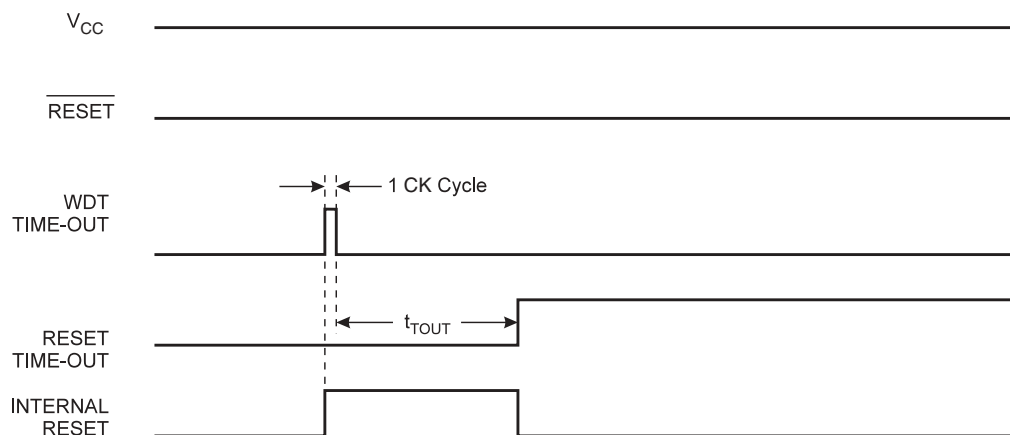 VCC
RESET
1 CK Cycle
WDT
TIME-OUT
tTOUT
RESET
TIME-OUT
INTERNAL
RESET